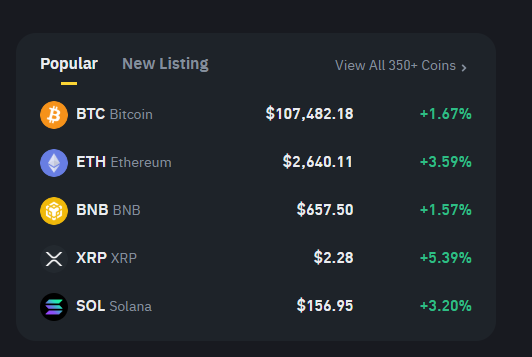 Popular New Listing View All 350+ Coins >
BTC Bitcoin $107,482.18 +1.67%
ETH Ethereum $2,640.11 +3.59%
BNB BNB $657.50 +1.57%
XRP XRP $2.28 +5.39%
SOL Solana $156.95 +3.20%